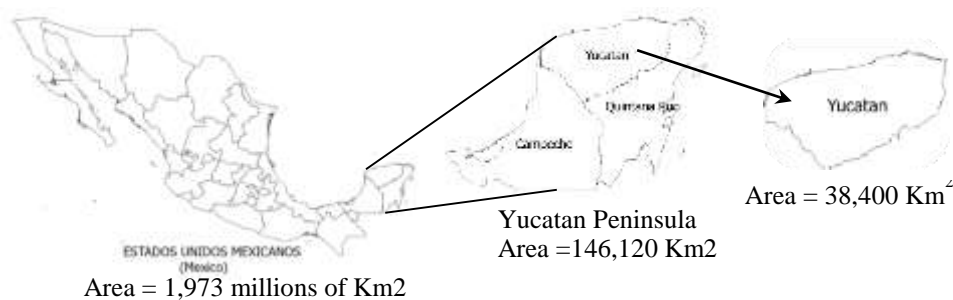 Yucatan
Quintana Roo
Campeche
Yucatan
Area = 38,400 Km²
Yucatan Peninsula
Area =146,120 Km2
ESTADOS UNIDOS MEXICANOS
(Mexico)
Area = 1,973 millions of Km2